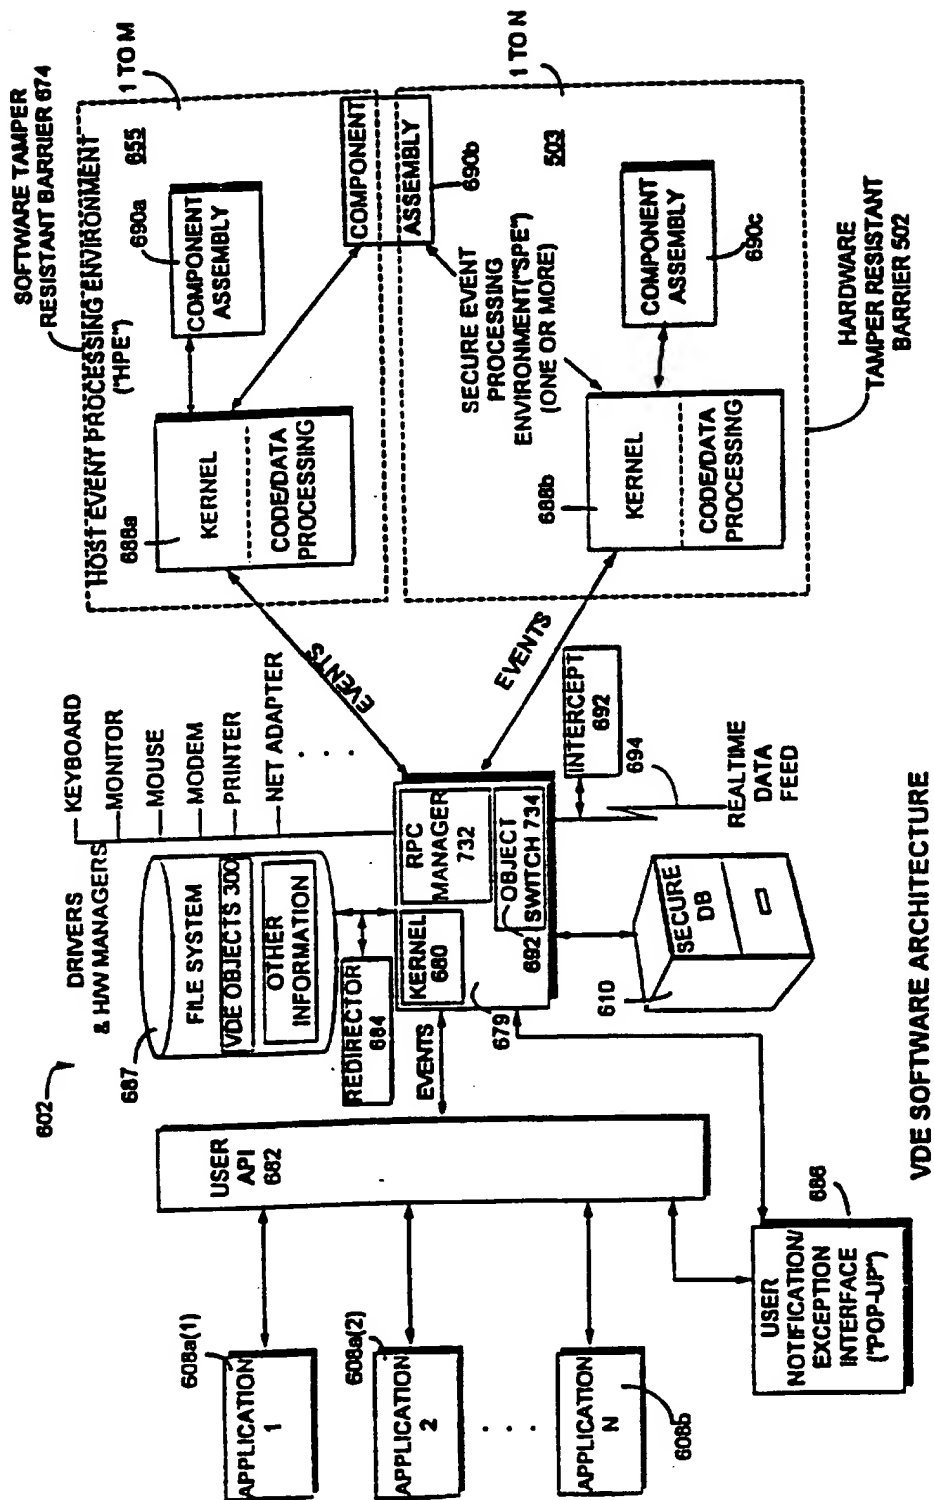 SOFTWARE TAMPER
RESISTANT BARRIER 674
HOST EVENT PROCESSING ENVIRONMENT
("HPE")
655
1 TO M
690a
COMPONENT
ASSEMBLY
688a
KERNEL
CODE/DATA
PROCESSING
COMPONENT
ASSEMBLY
690b
1 TO N
503
SECURE EVENT
PROCESSING
ENVIRONMENT("SPE")
(ONE OR MORE)
COMPONENT
ASSEMBLY
690c
688b
KERNEL
CODE/DATA
PROCESSING
HARDWARE
TAMPER RESISTANT
BARRIER 502
EVENTS
EVENTS
602
DRIVERS
& H/W MANAGERS
KEYBOARD
MONITOR
MOUSE
MODEM
PRINTER
NET ADAPTER
687
FILE SYSTEM
VDE OBJECTS 300
OTHER
INFORMATION
REDIRECTOR
684
KERNEL
680
RPC
MANAGER
732
OBJECT
SWITCH 734
692
679
INTERCEPT
692
694
REALTIME
DATA
FEED
SECURE
DB
610
EVENTS
USER
API
682
608a(1)
APPLICATION
1
608a(2)
APPLICATION
2
APPLICATION
N
608b
686
USER
NOTIFICATION/
EXCEPTION
INTERFACE
("POP-UP")
VDE SOFTWARE ARCHITECTURE